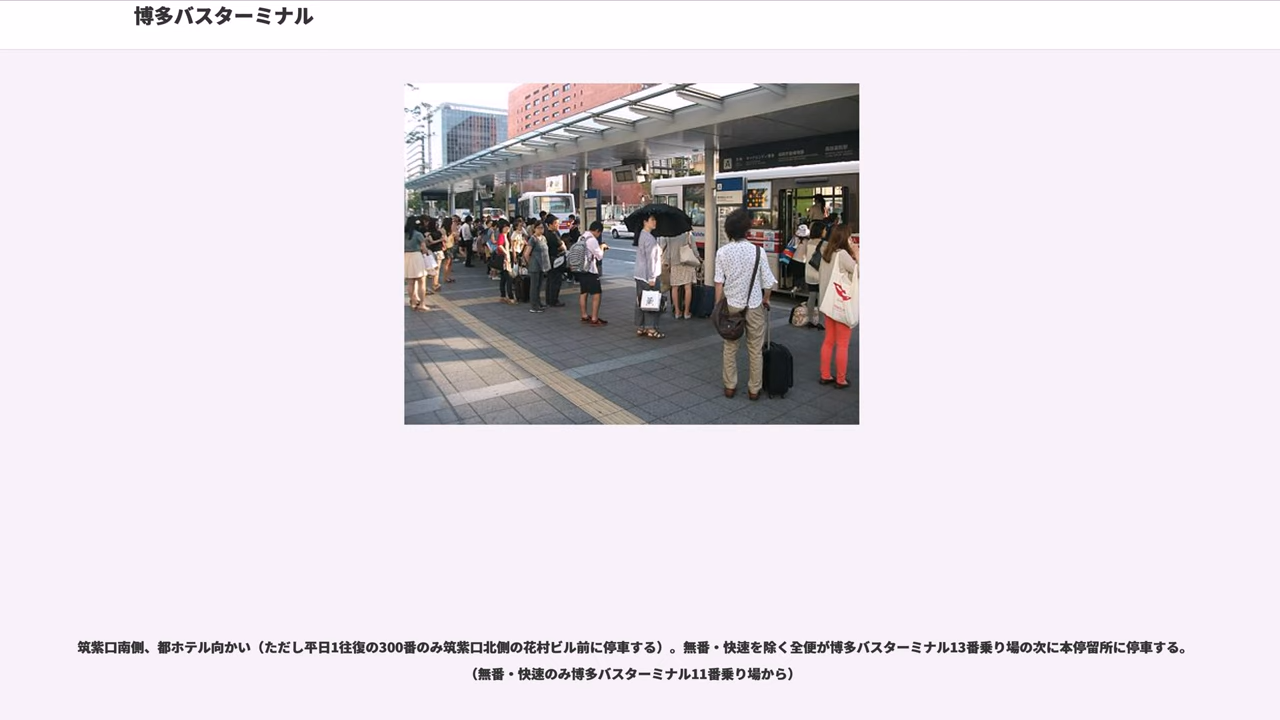 博多バスターミナル
A
筑紫口南側、都ホテル向かい（ただし平日1往復の300番のみ筑紫口北側の花村ビル前に停車する）。無番・快速を除く全便が博多バスターミナル13番乗り場の次に本停留所に停車する。
（無番・快速のみ博多バスターミナル11番乗り場から）